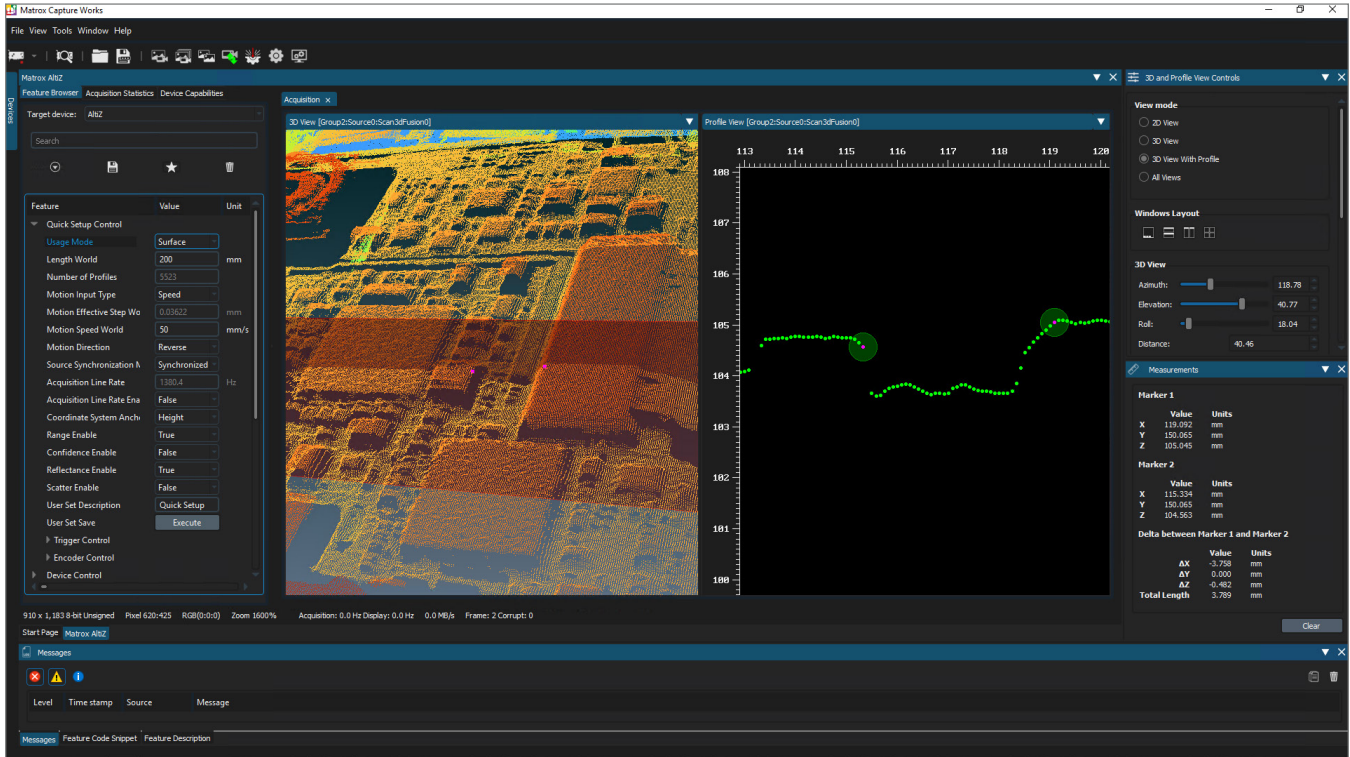 Matrox Capture Works
File View Tools Window Help
Matrox AltiZ
Feature Browser Acquisition Statistics Device Capabilities
Devices
Target device: AltiZ
Search
Feature Value Unit
Quick Setup Control
Usage Mode Surface
Length World 200 mm
Number of Profiles 5523
Motion Input Type Speed
Motion Effective Step Wo 0.03622 mm
Motion Speed World 50 mm/s
Motion Direction Reverse
Source Synchronization M Synchronized
Acquisition Line Rate 1380.4 Hz
Acquisition Line Rate Ena False
Coordinate System Ancho Height
Range Enable True
Confidence Enable False
Reflectance Enable True
Scatter Enable False
User Set Description Quick Setup
User Set Save Execute
Trigger Control
Encoder Control
Device Control
Acquisition ×
3D View [Group2:Source0:Scan3dFusion0]
Profile View [Group2:Source0:Scan3dFusion0]
113 114 115 116 117 118 119 120
108
107
106
105
104
103
102
101
100
910 x 1,183 8-bit Unsigned Pixel 620:425 RGB(0:0:0) Zoom 1600% Acquisition: 0.0 Hz Display: 0.0 Hz 0.0 MB/s Frame: 2 Corrupt: 0
Start Page Matrox AltiZ
3D and Profile View Controls
View mode
2D View
3D View
3D View With Profile
All Views
Windows Layout
3D View
Azimuth: 118.78
Elevation: 40.77
Roll: 18.04
Distance: 40.46
Measurements
Marker 1
Value Units
X 119.092 mm
Y 150.065 mm
Z 105.045 mm
Marker 2
Value Units
X 115.334 mm
Y 150.065 mm
Z 104.563 mm
Delta between Marker 1 and Marker 2
Value Units
ΔX -3.758 mm
ΔY 0.000 mm
ΔZ -0.482 mm
Total Length 3.789 mm
Clear
Messages
Level Time stamp Source Message
Messages Feature Code Snippet Feature Description